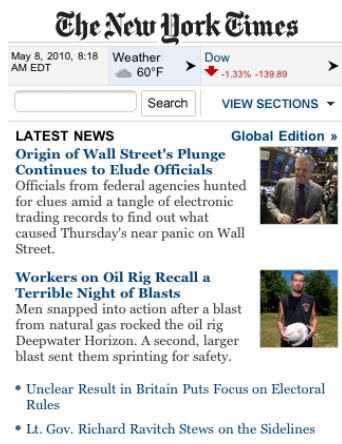 The New York Times
May 8, 2010, 8:18
AM EDT
Weather
60°F
Dow
-1.33% -139.89
Search
VIEW SECTIONS
LATEST NEWS
Global Edition »
Origin of Wall Street's Plunge
Continues to Elude Officials
Officials from federal agencies hunted
for clues amid a tangle of electronic
trading records to find out what
caused Thursday's near panic on Wall
Street.
Workers on Oil Rig Recall a
Terrible Night of Blasts
Men snapped into action after a blast
from natural gas rocked the oil rig
Deepwater Horizon. A second, larger
blast sent them sprinting for safety.
• Unclear Result in Britain Puts Focus on Electoral
Rules
• Lt. Gov. Richard Ravitch Stews on the Sidelines